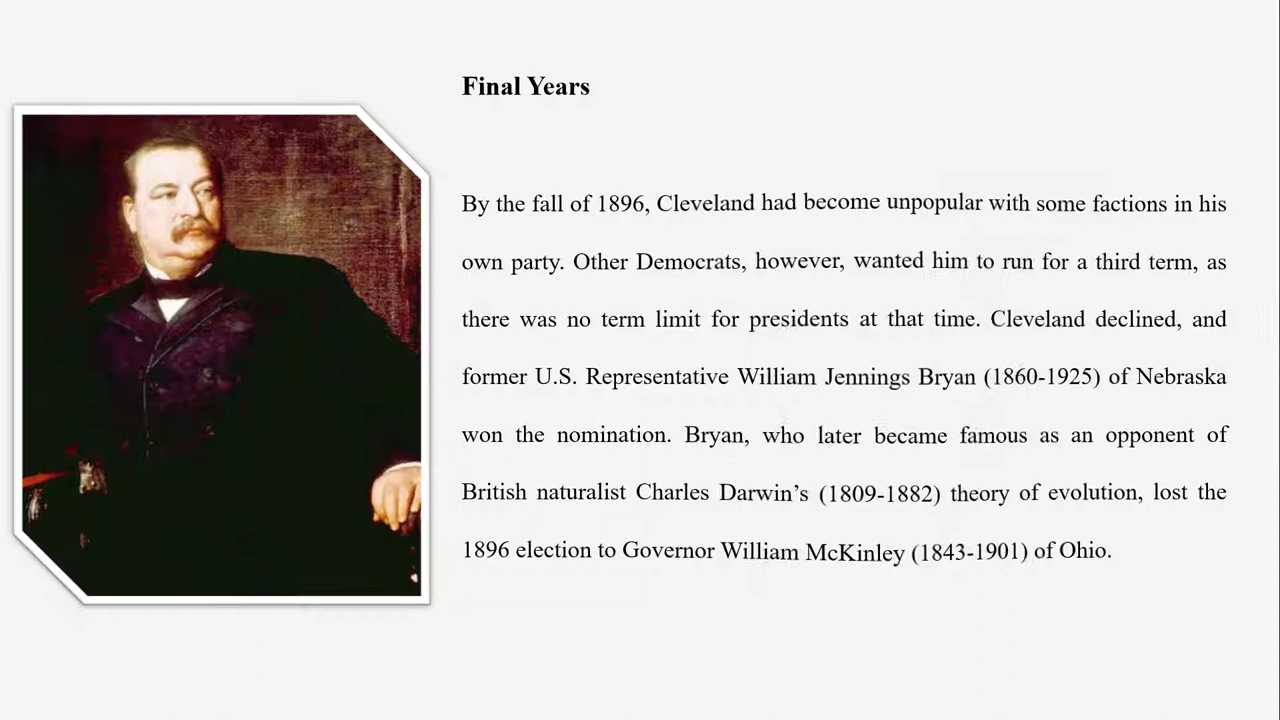 Final Years
By the fall of 1896, Cleveland had become unpopular with some factions in his
own party. Other Democrats, however, wanted him to run for a third term, as
there was no term limit for presidents at that time. Cleveland declined, and
former U.S. Representative William Jennings Bryan (1860-1925) of Nebraska
won the nomination. Bryan, who later became famous as an opponent of
British naturalist Charles Darwin’s (1809-1882) theory of evolution, lost the
1896 election to Governor William McKinley (1843-1901) of Ohio.